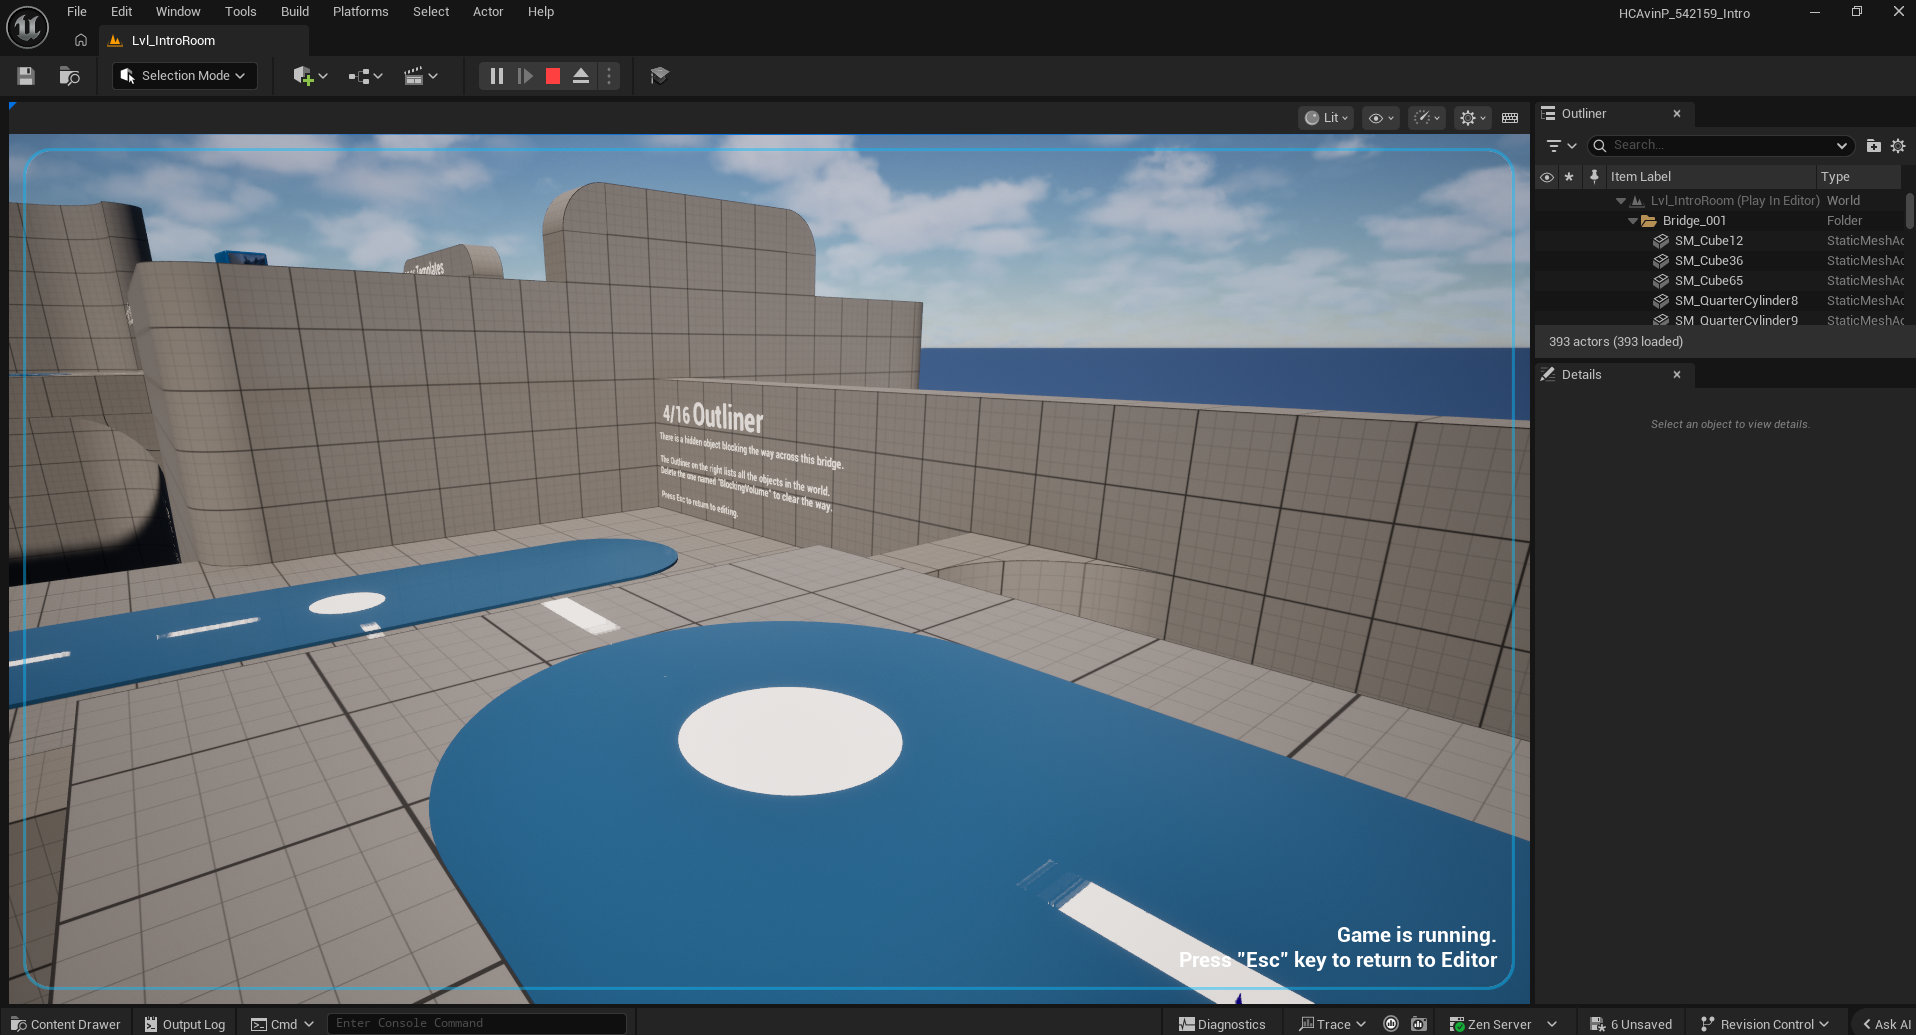 File Edit Window Tools Build Platforms Select Actor Help
HCAvinP_542159_Intro
Lvl_IntroRoom
Selection Mode
Lit
Outliner
Search...
Item Label Type
Lvl_IntroRoom (Play In Editor) World
Bridge_001 Folder
SM_Cube12 StaticMeshAc
SM_Cube36 StaticMeshAc
SM_Cube65 StaticMeshAc
SM_QuarterCylinder8 StaticMeshAc
SM_QuarterCylinder9 StaticMeshAc
393 actors (393 loaded)
Details
Select an object to view details.
Templates
4/16 Outliner
There is a hidden object blocking the way across this bridge.
The Outliner on the right lists all the objects in the world.
Delete the one named "BlockingVolume" to clear the way.
Press Esc to return to editing.
Game is running.
Press "Esc" key to return to Editor
Content Drawer Output Log Cmd Enter Console Command Diagnostics Trace Zen Server 6 Unsaved Revision Control Ask AI